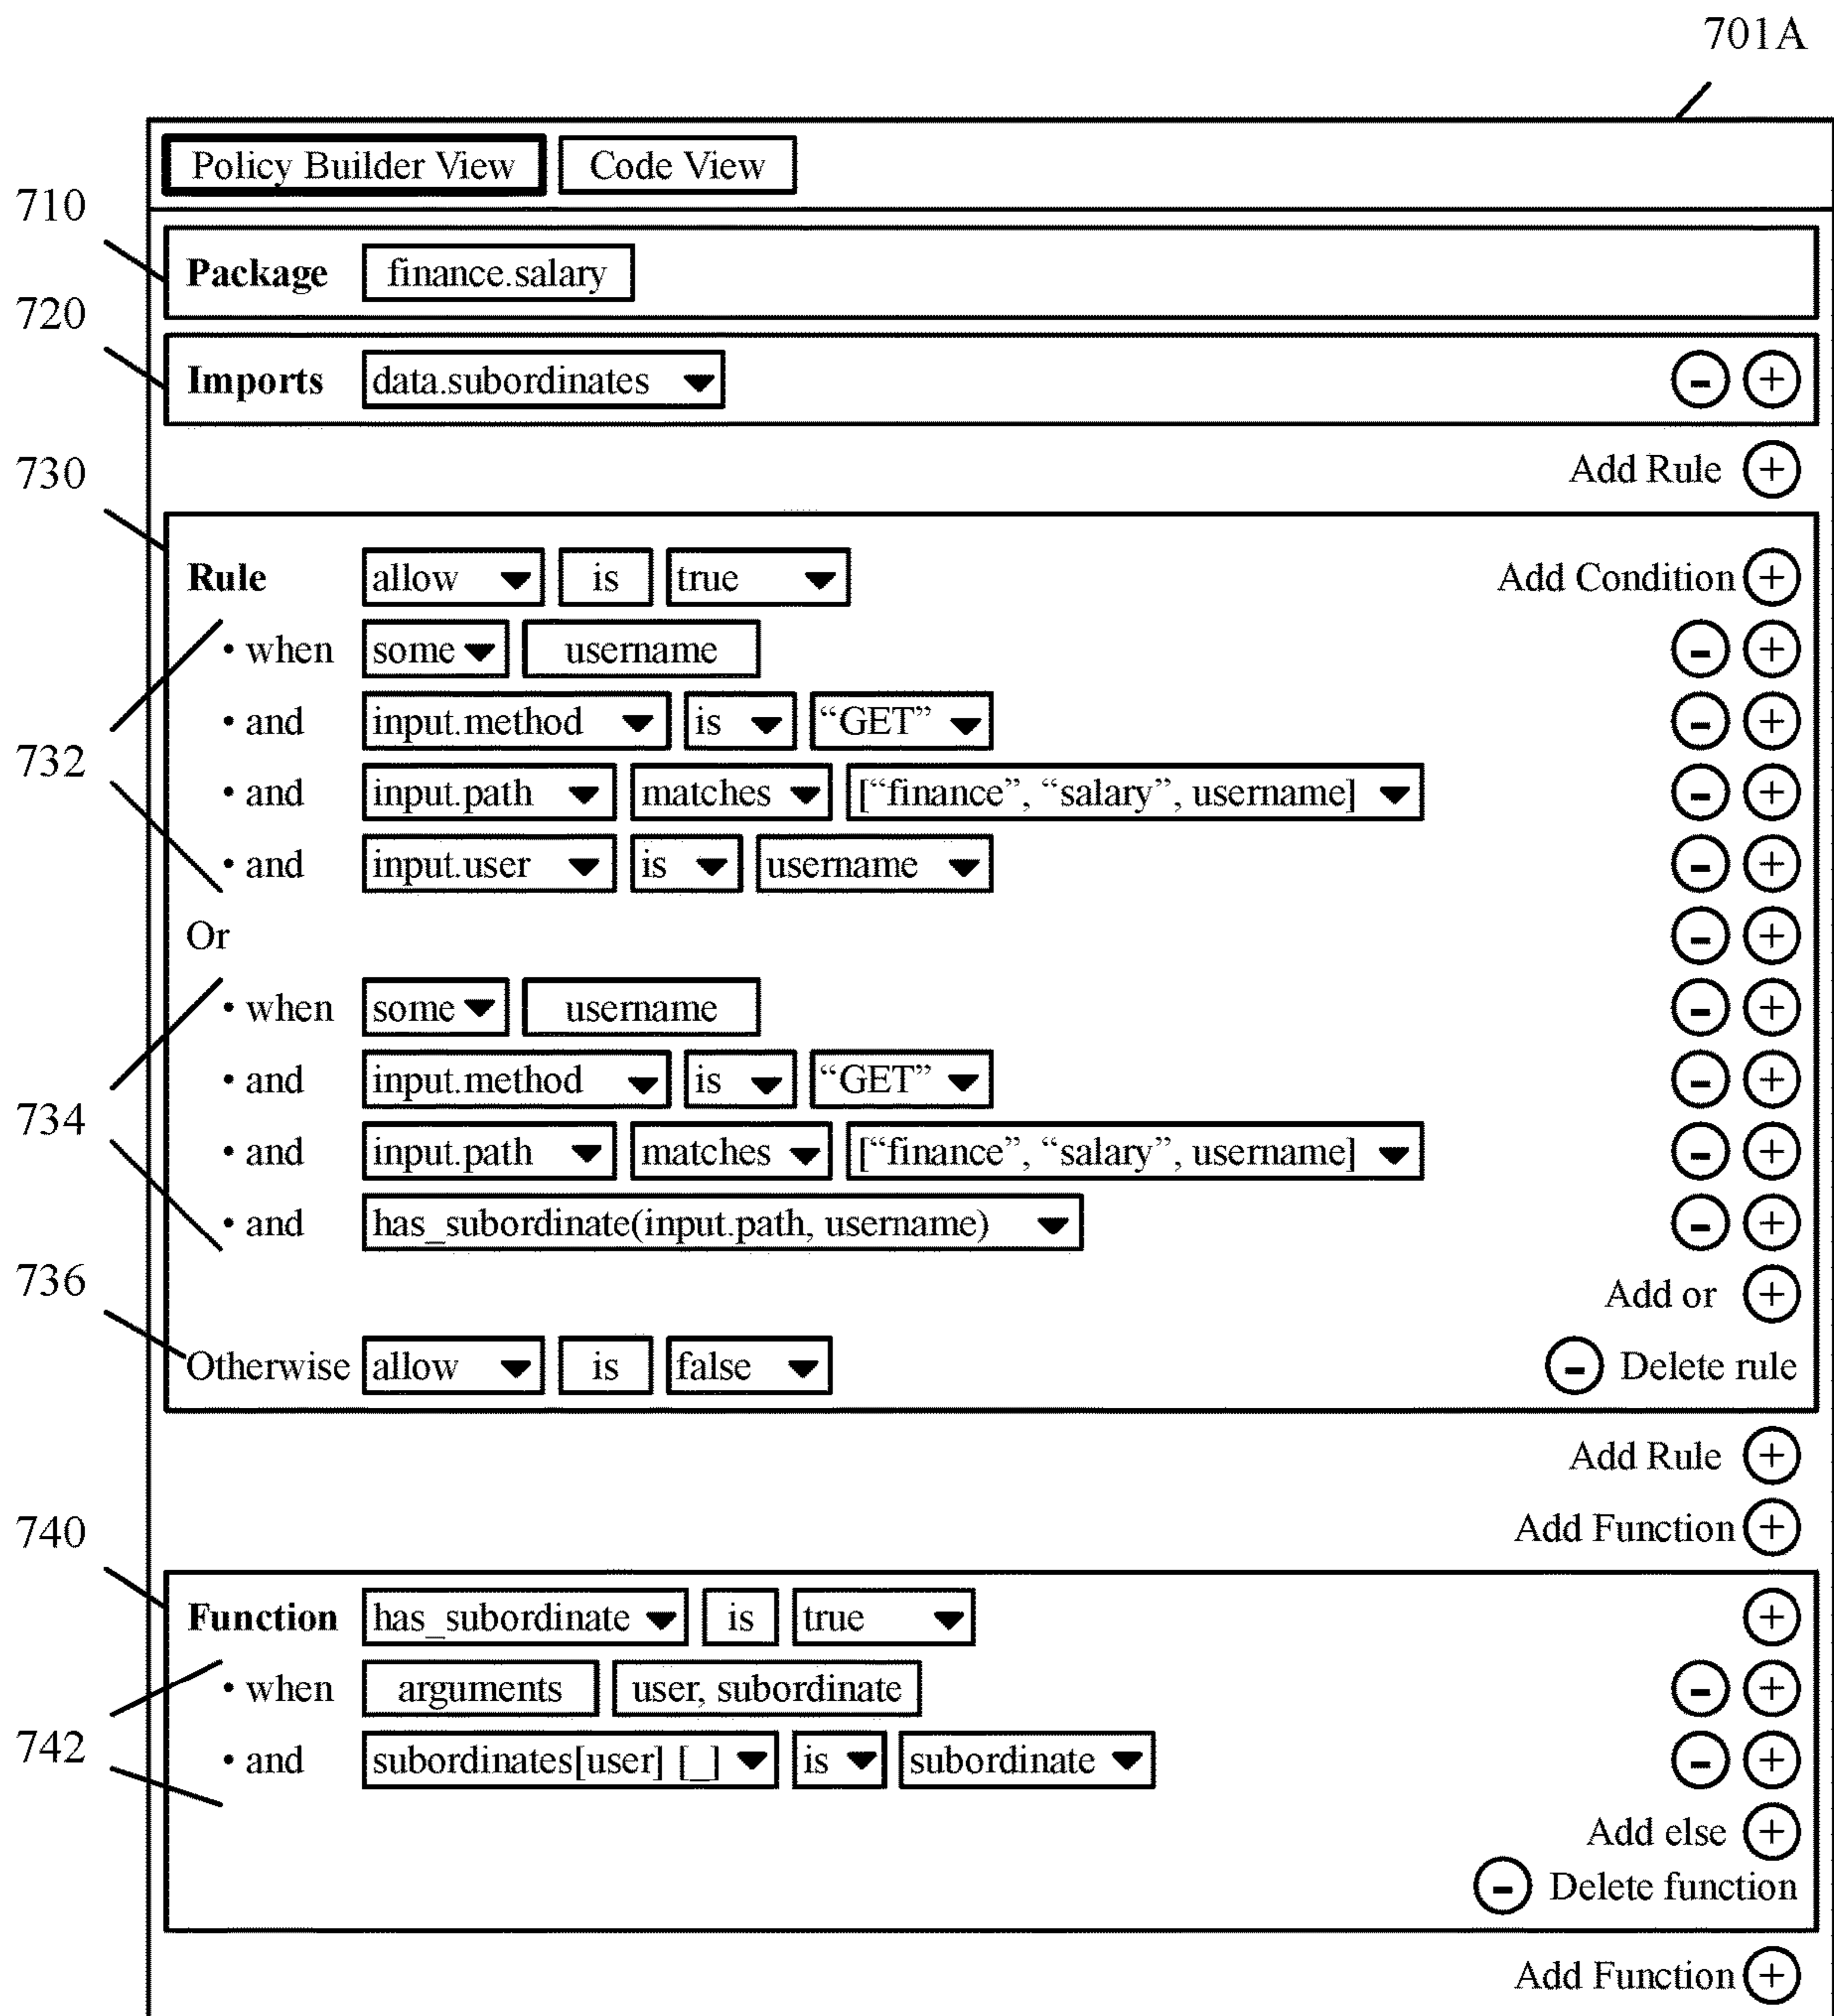 701A
Policy Builder View Code View
710
Package finance.salary
720
Imports data.subordinates - +
730
Add Rule +
Rule allow is true Add Condition +
• when some username - +
• and input.method is “GET” - +
732
• and input.path matches [“finance”, “salary”, username] - +
• and input.user is username - +
Or - +
• when some username - +
• and input.method is “GET” - +
734
• and input.path matches [“finance”, “salary”, username] - +
• and has_subordinate(input.path, username) - +
736
Add or +
Otherwise allow is false - Delete rule
Add Rule +
740
Add Function +
Function has_subordinate is true +
• when arguments user, subordinate - +
742
• and subordinates[user] [_] is subordinate - +
Add else +
- Delete function
Add Function +